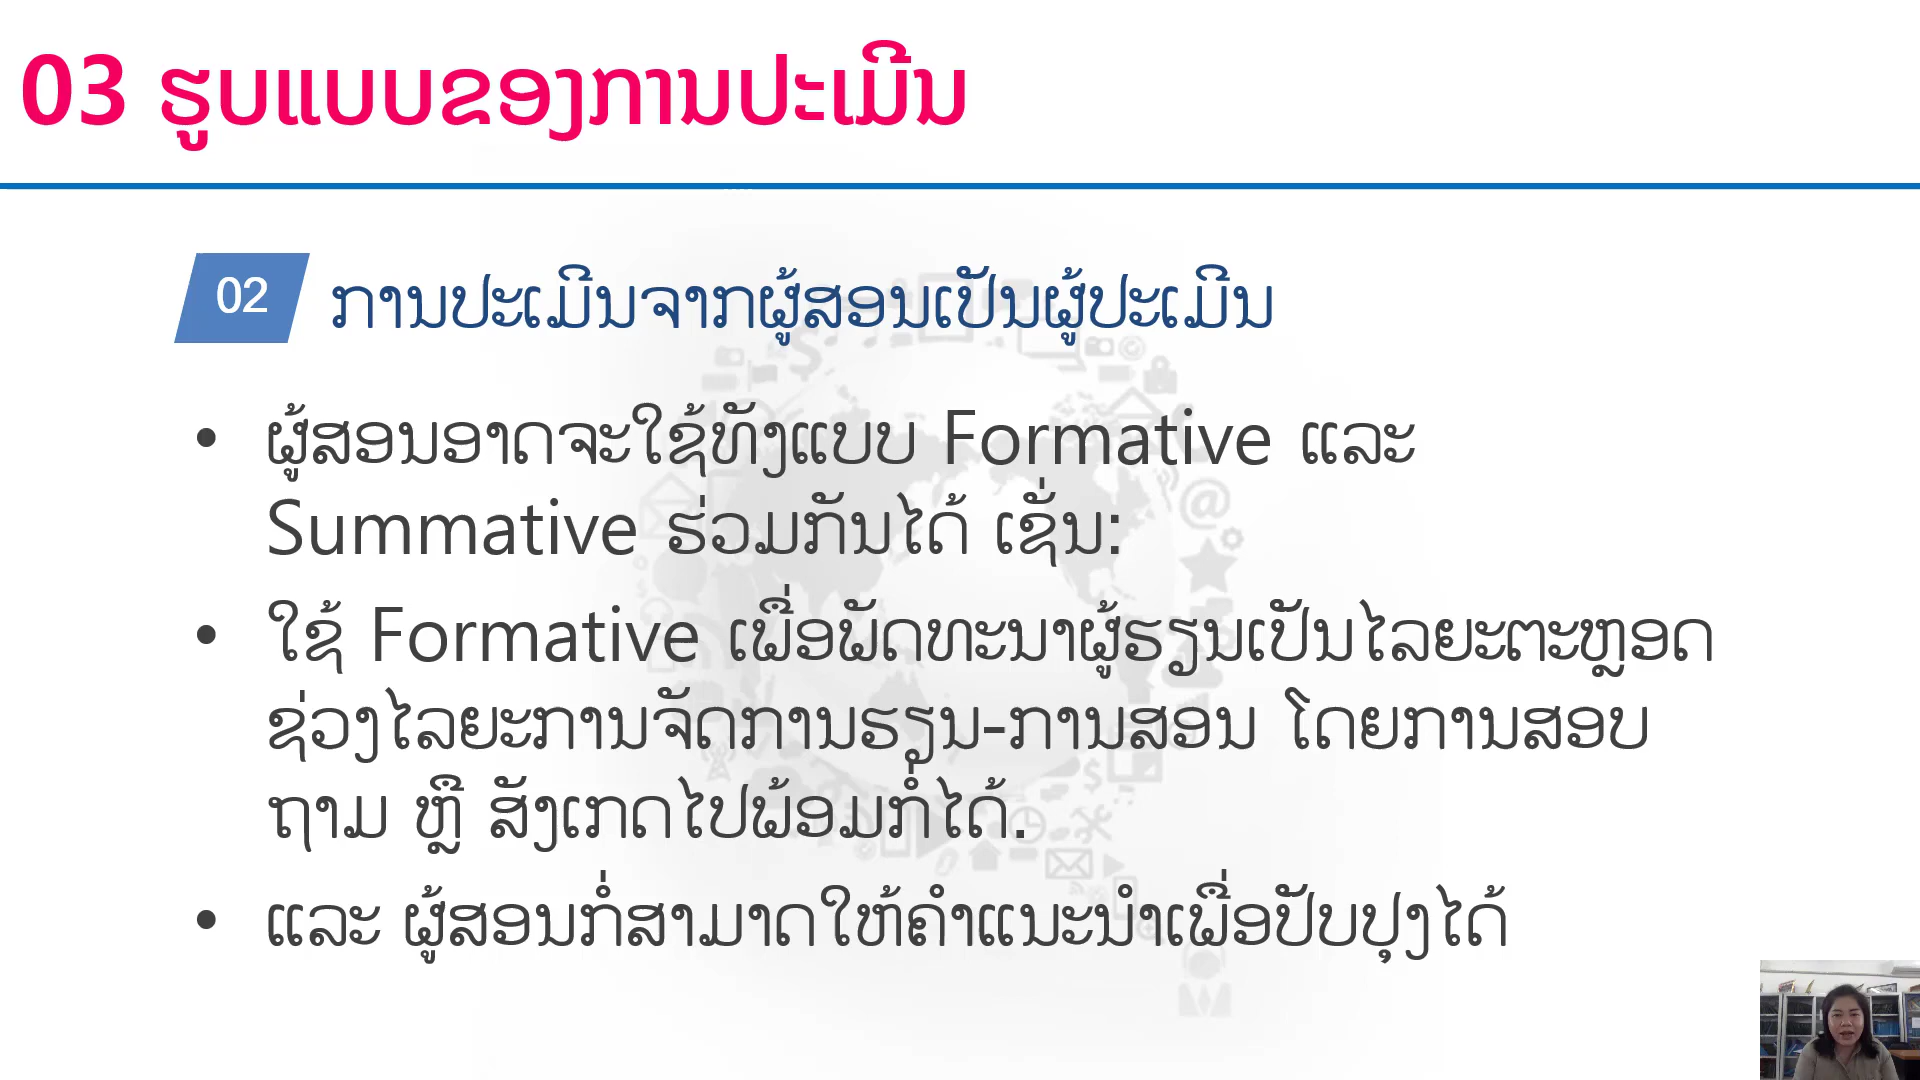 03 ຮູບແບບຂອງການປະເມີນ
02 ການປະເມີນຈາກຜູ້ສອນເປັນຜູ້ປະເມີນ
• ຜູ້ສອນອາດຈະໃຊ້ທັງແບບ Formative ແລະ
Summative ຮ່ວມກັນໄດ້ ເຊັ່ນ:
• ໃຊ້ Formative ເພື່ອພັດທະນາຜູ້ຮຽນເປັນໄລຍະຕະຫຼອດ
ຊ່ວງໄລຍະການຈັດການຮຽນ-ການສອນ ໂດຍການສອບ
ຖາມ ຫຼື ສັງເກດໄປພ້ອມກໍ່ໄດ້.
• ແລະ ຜູ້ສອນກໍ່ສາມາດໃຫ້ຄຳແນະນຳເພື່ອປັບປຸງໄດ້